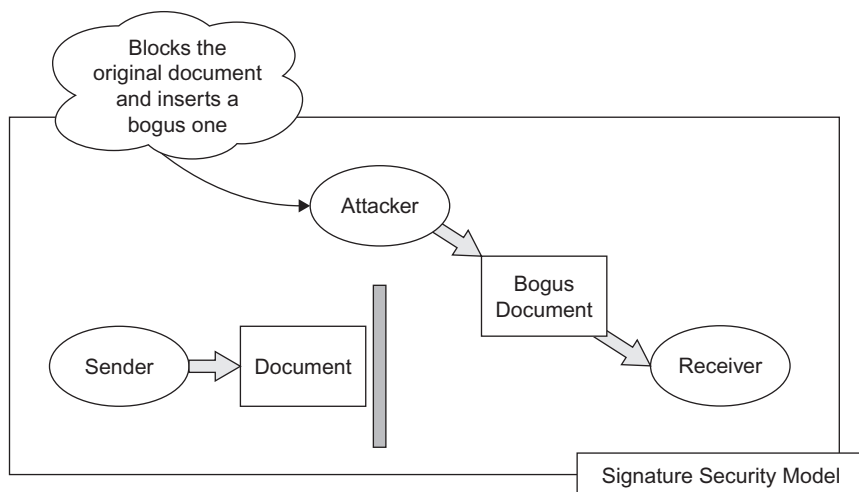 Blocks the
original document
and inserts a
bogus one
Attacker
Bogus
Document
Sender
Document
Receiver
Signature Security Model